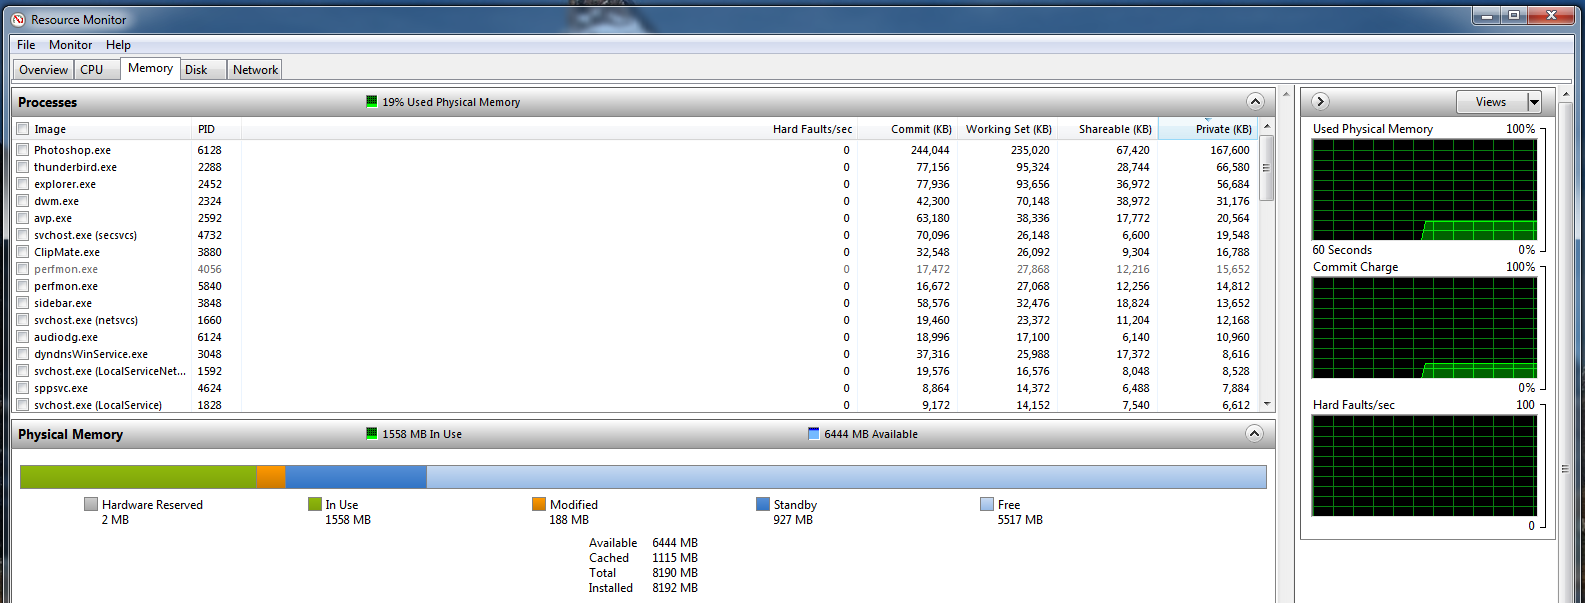 Resource Monitor
File Monitor Help
Overview CPU Memory Disk Network
Processes 19% Used Physical Memory
Image PID Hard Faults/sec Commit (KB) Working Set (KB) Shareable (KB) Private (KB)
Photoshop.exe 6128 0 244,044 235,020 67,420 167,600
thunderbird.exe 2288 0 77,156 95,324 28,744 66,580
explorer.exe 2452 0 77,936 93,656 36,972 56,684
dwm.exe 2324 0 42,300 70,148 38,972 31,176
avp.exe 2592 0 63,180 38,336 17,772 20,564
svchost.exe (secsvcs) 4732 0 70,096 26,148 6,600 19,548
ClipMate.exe 3880 0 32,548 26,092 9,304 16,788
perfmon.exe 4056 0 17,472 27,868 12,216 15,652
perfmon.exe 5840 0 16,672 27,068 12,256 14,812
sidebar.exe 3848 0 58,576 32,476 18,824 13,652
svchost.exe (netsvcs) 1660 0 19,460 23,372 11,204 12,168
audiodg.exe 6124 0 18,996 17,100 6,140 10,960
dyndnsWinService.exe 3048 0 37,316 25,988 17,372 8,616
svchost.exe (LocalServiceNet... 1592 0 19,576 16,576 8,048 8,528
sppsvc.exe 4624 0 8,864 14,372 6,488 7,884
svchost.exe (LocalService) 1828 0 9,172 14,152 7,540 6,612
Physical Memory 1558 MB In Use 6444 MB Available
Hardware Reserved In Use Modified Standby Free
2 MB 1558 MB 188 MB 927 MB 5517 MB
Available 6444 MB
Cached 1115 MB
Total 8190 MB
Installed 8192 MB
Views
Used Physical Memory 100%
60 Seconds 0%
Commit Charge 100%
0%
Hard Faults/sec 100
0